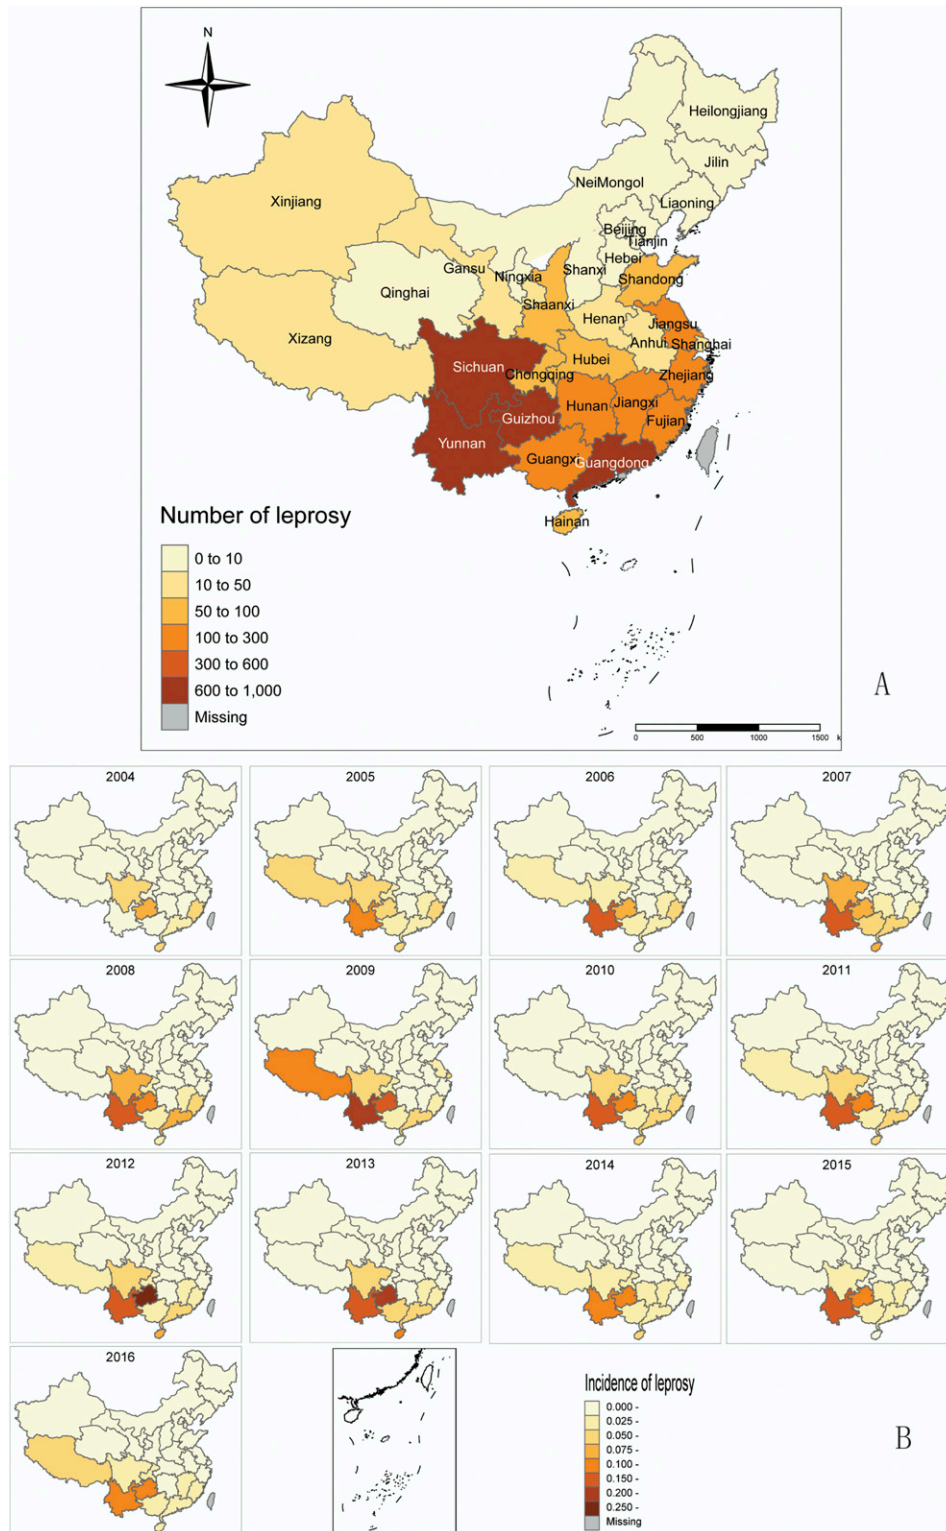 N
Heilongjiang
Jilin
NeiMongol
Liaoning
Xinjiang
Beijing
Tianjin
Hebei
Gansu
Ningxia
Shanxi
Shandong
Qinghai
Shaanxi
Henan
Jiangsu
Xizang
Anhui
Shanghai
Hubei
Sichuan
Chongqing
Zhejiang
Hunan
Jiangxi
Guizhou
Fujian
Yunnan
Guangxi
Guangdong
Hainan
Number of leprosy
0 to 10
10 to 50
50 to 100
100 to 300
300 to 600
600 to 1,000
Missing
A
0 500 1000 1500 k
2004 2005 2006 2007
2008 2009 2010 2011
2012 2013 2014 2015
2016
Incidence of leprosy
0.000 -
0.025 -
0.050 -
0.075 -
0.100 -
0.150 -
0.200 -
0.250 -
Missing
B